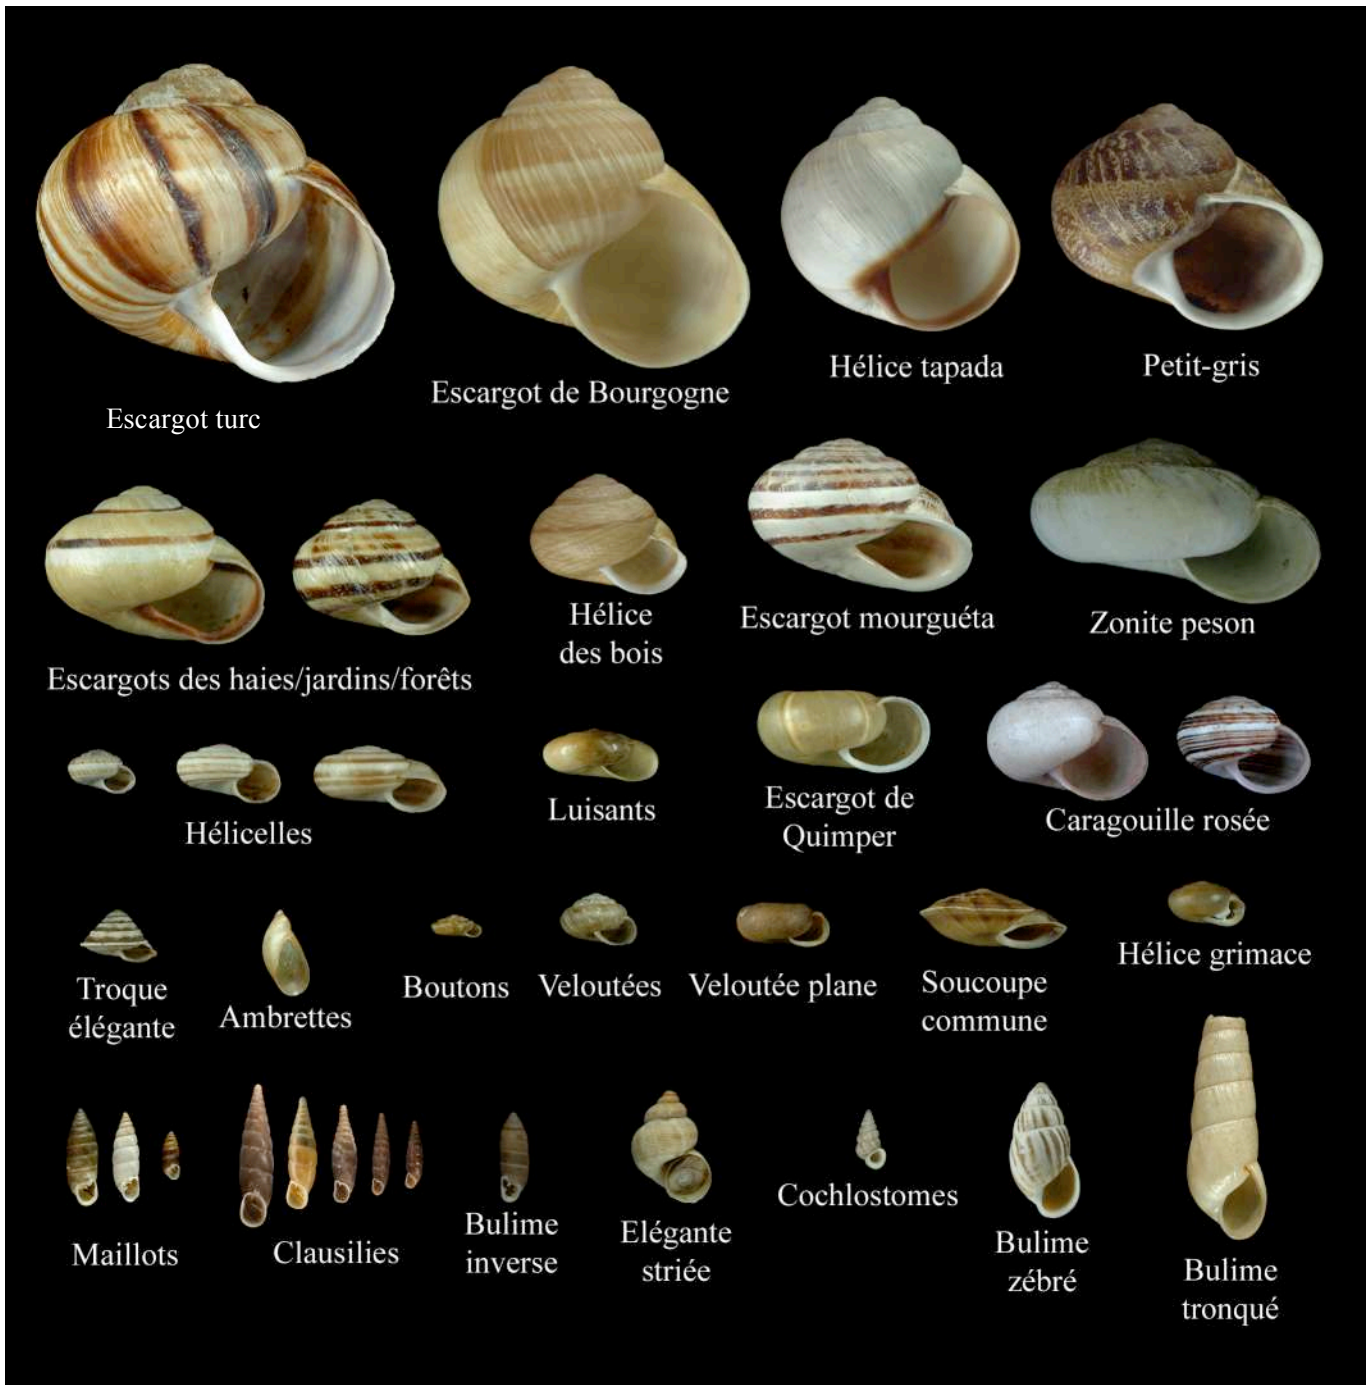 Escargot turc
Escargot de Bourgogne
Hélice tapada
Petit-gris
Escargots des haies/jardins/forêts
Hélice
des bois
Escargot mourguéta
Zonite peson
Hélicelles
Luisants
Escargot de
Quimper
Caragouille rosée
Troque
élégante
Ambrettes
Boutons
Veloutées
Veloutée plane
Soucoupe
commune
Hélice grimace
Maillots
Clausilies
Bulime
inverse
Elégante
striée
Cochlostomes
Bulime
zébré
Bulime
tronqué